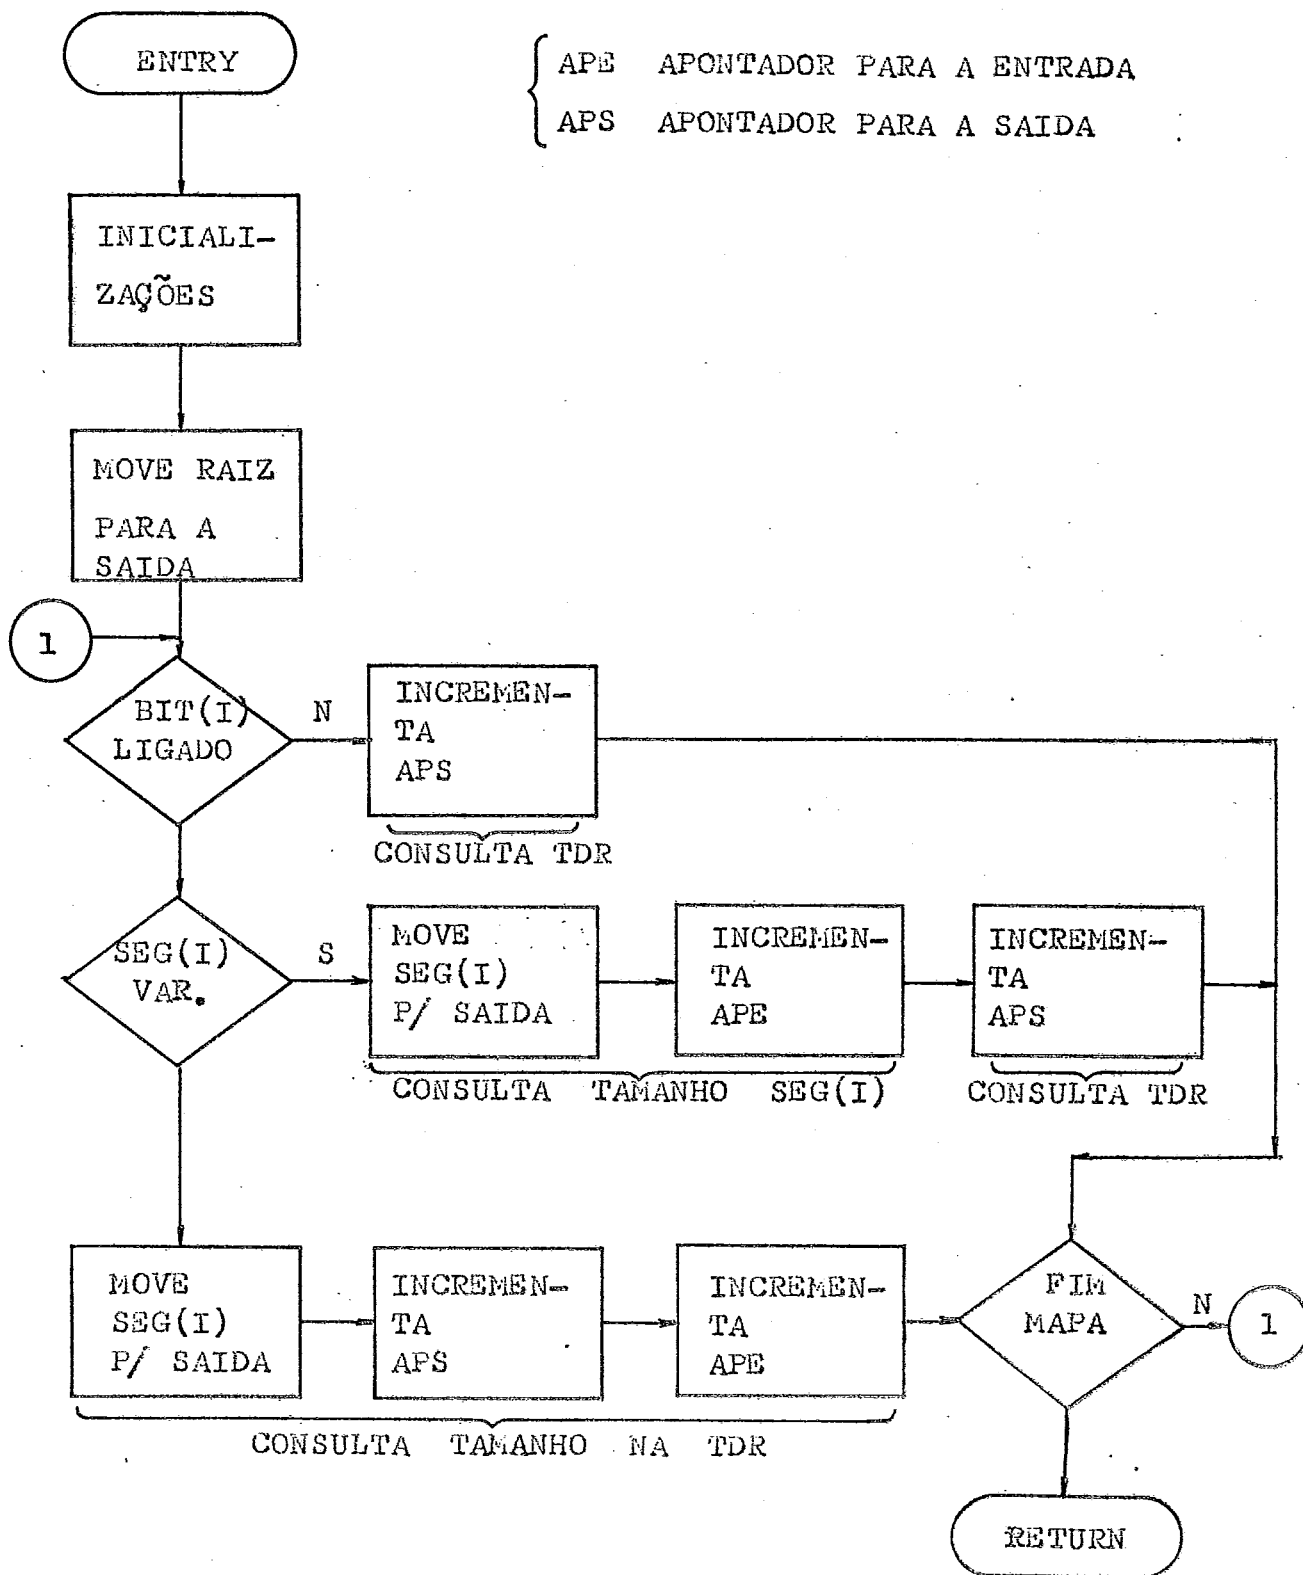 ENTRY
APE APONTADOR PARA A ENTRADA
APS APONTADOR PARA A SAIDA
INICIALI-
ZAÇÕES
MOVE RAIZ
PARA A
SAIDA
1
BIT(I)
LIGADO
N
INCREMEN-
TA
APS
CONSULTA TDR
SEG(I)
VAR.
S
MOVE
SEG(I)
P/ SAIDA
INCREMEN-
TA
APE
INCREMEN-
TA
APS
CONSULTA TAMANHO SEG(I)
CONSULTA TDR
MOVE
SEG(I)
P/ SAIDA
INCREMEN-
TA
APS
INCREMEN-
TA
APE
FIM
MAPA
N
1
CONSULTA TAMANHO NA TDR
RETURN